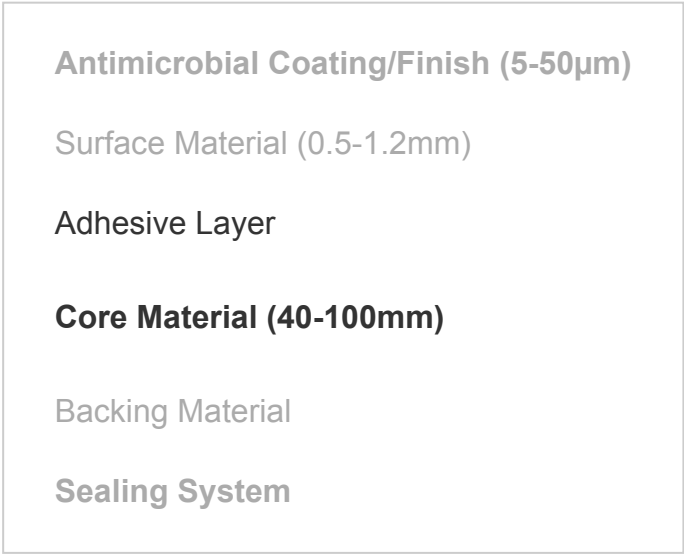 Antimicrobial Coating/Finish (5-50μm)
Surface Material (0.5-1.2mm)
Adhesive Layer
Core Material (40-100mm)
Backing Material
Sealing System